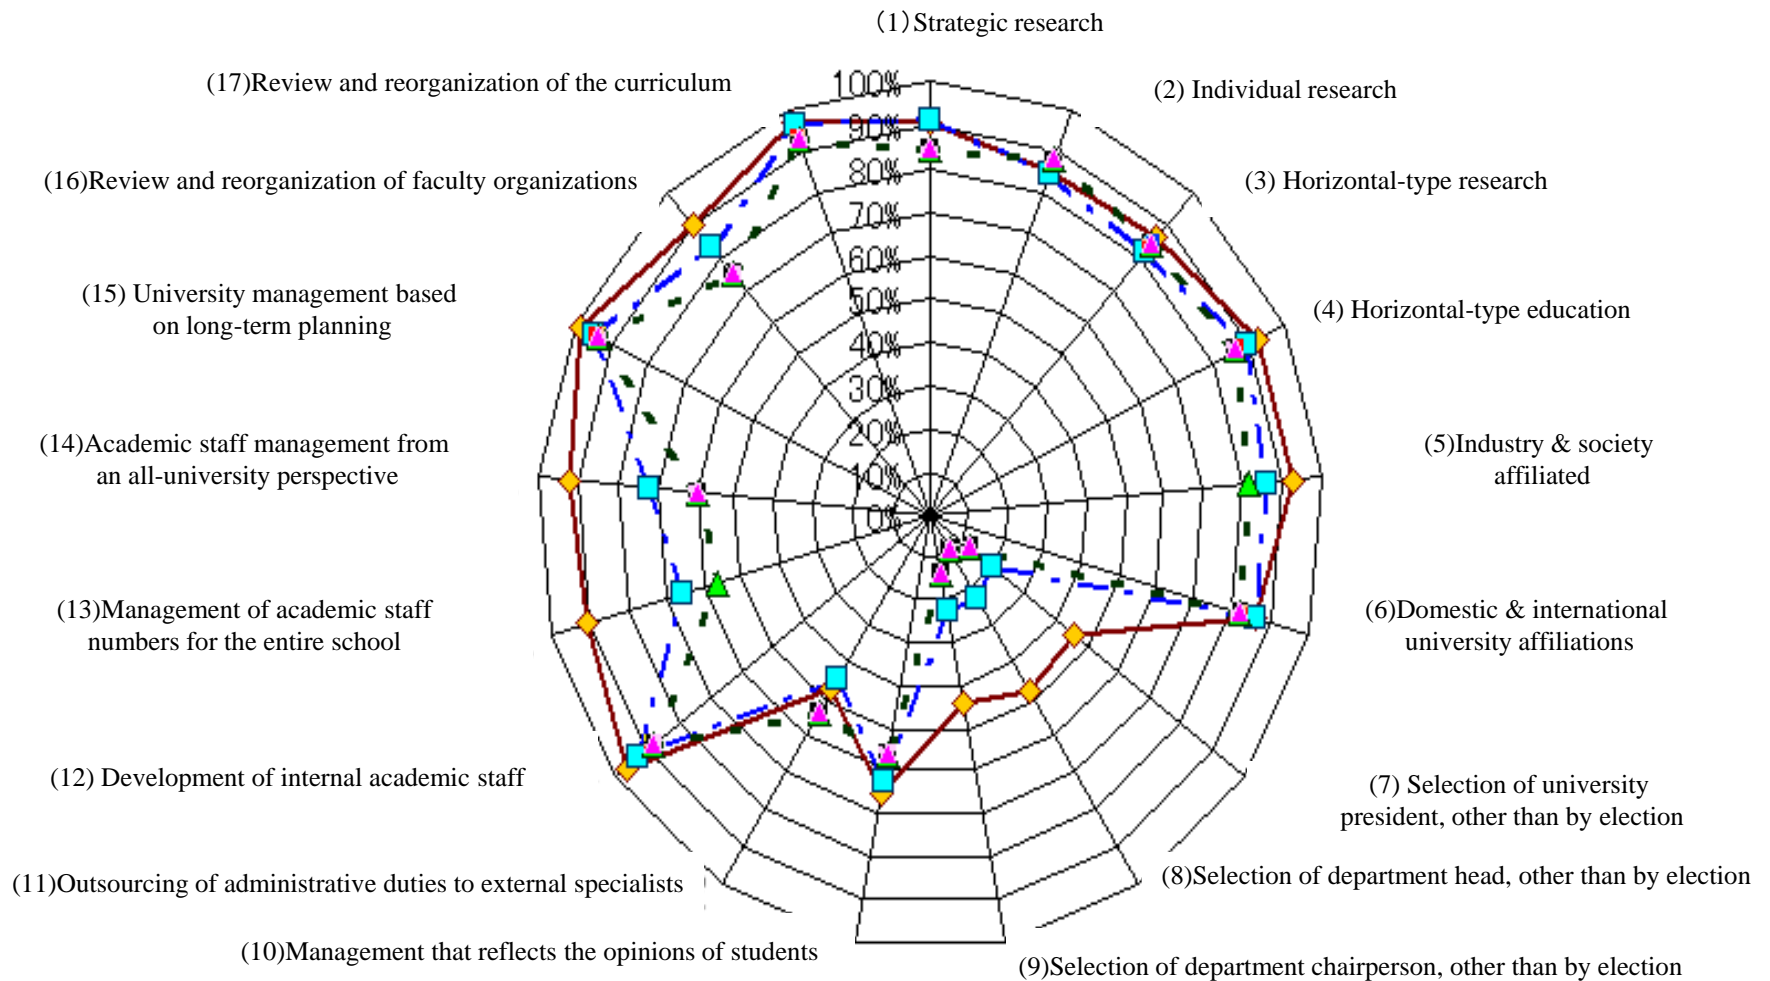 (1)Strategic research
(17)Review and reorganization of the curriculum
(2) Individual research
(16)Review and reorganization of faculty organizations
(3) Horizontal-type research
(15) University management based
on long-term planning
(4) Horizontal-type education
(14)Academic staff management from
an all-university perspective
(5)Industry & society
affiliated
(13)Management of academic staff
numbers for the entire school
(6)Domestic & international
university affiliations
(12) Development of internal academic staff
(7) Selection of university
president, other than by election
(11)Outsourcing of administrative duties to external specialists
(8)Selection of department head, other than by election
(10)Management that reflects the opinions of students
(9)Selection of department chairperson, other than by election
100%
90%
80%
70%
60%
50%
40%
30%
20%
10%
0%